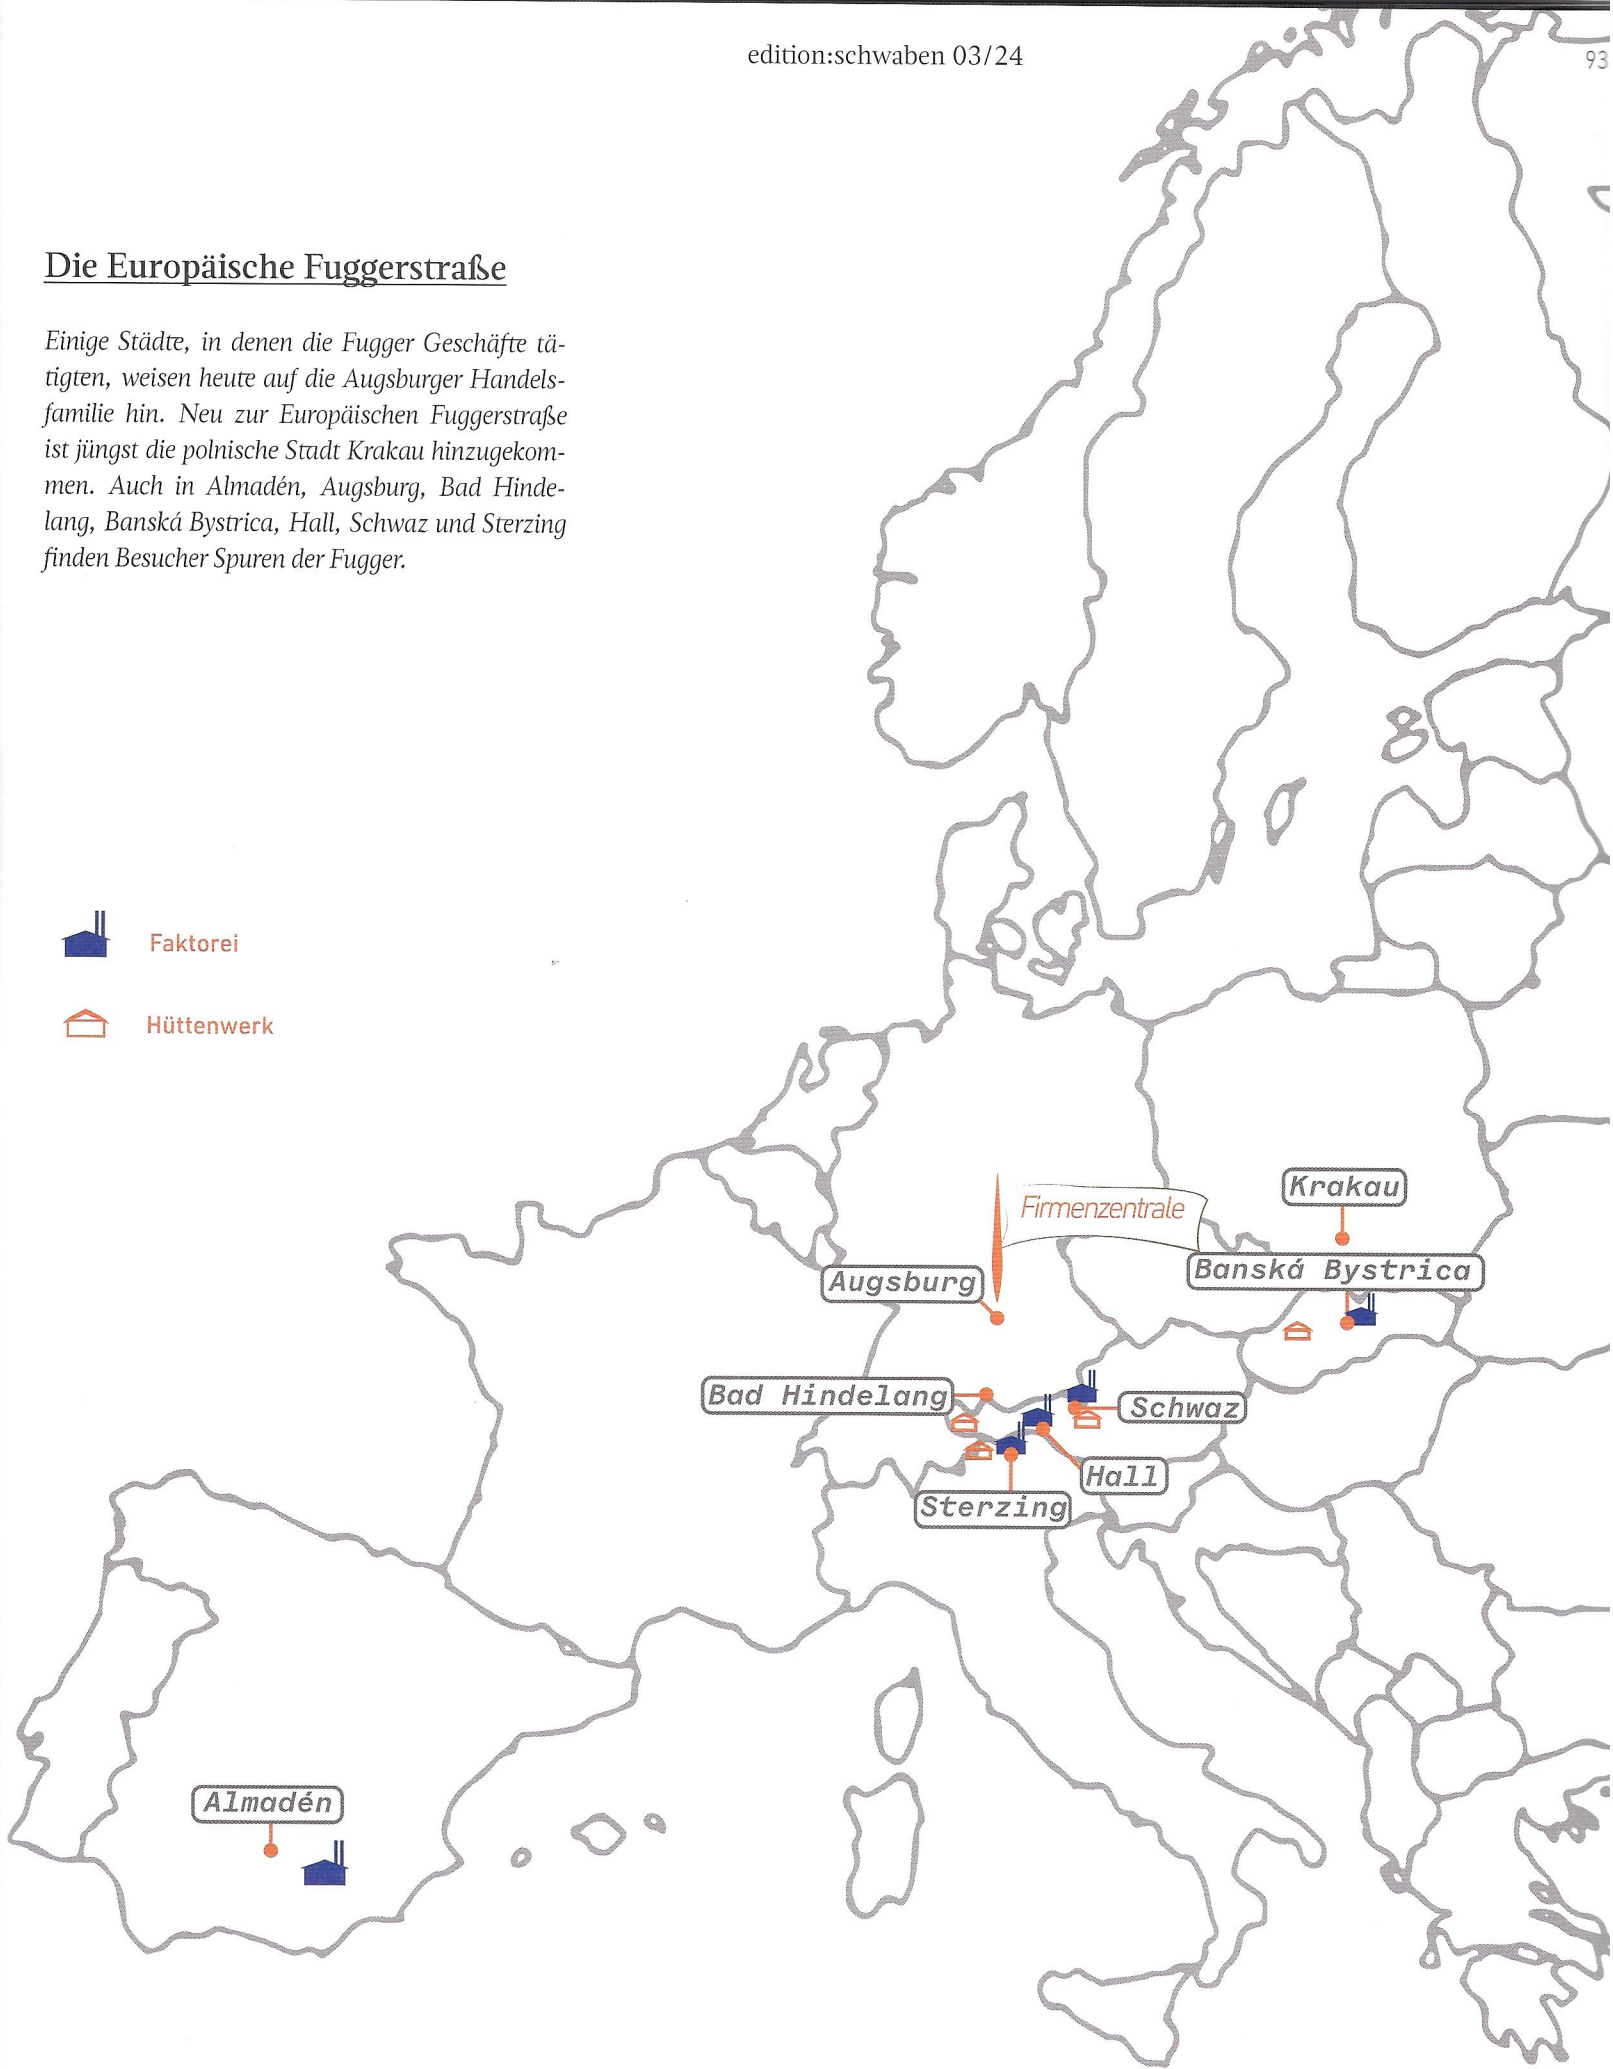 edition:schwaben 03/24
93
Die Europäische Fuggerstraße
Einige Städte, in denen die Fugger Geschäfte tä-
tigten, weisen heute auf die Augsburger Handels-
familie hin. Neu zur Europäischen Fuggerstraße
ist jüngst die polnische Stadt Krakau hinzugekom-
men. Auch in Almadén, Augsburg, Bad Hinde-
lang, Banská Bystrica, Hall, Schwaz und Sterzing
finden Besucher Spuren der Fugger.
Faktorei
Hüttenwerk
Krakau
Firmenzentrale
Banská Bystrica
Augsburg
Bad Hindelang
Schwaz
Hall
Sterzing
Almadén